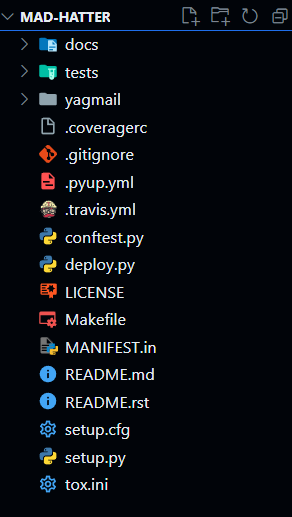 MAD-HATTER
docs
tests
yagmail
.coveragerc
.gitignore
.pyup.yml
.travis.yml
conftest.py
deploy.py
LICENSE
Makefile
MANIFEST.in
README.md
README.rst
setup.cfg
setup.py
tox.ini